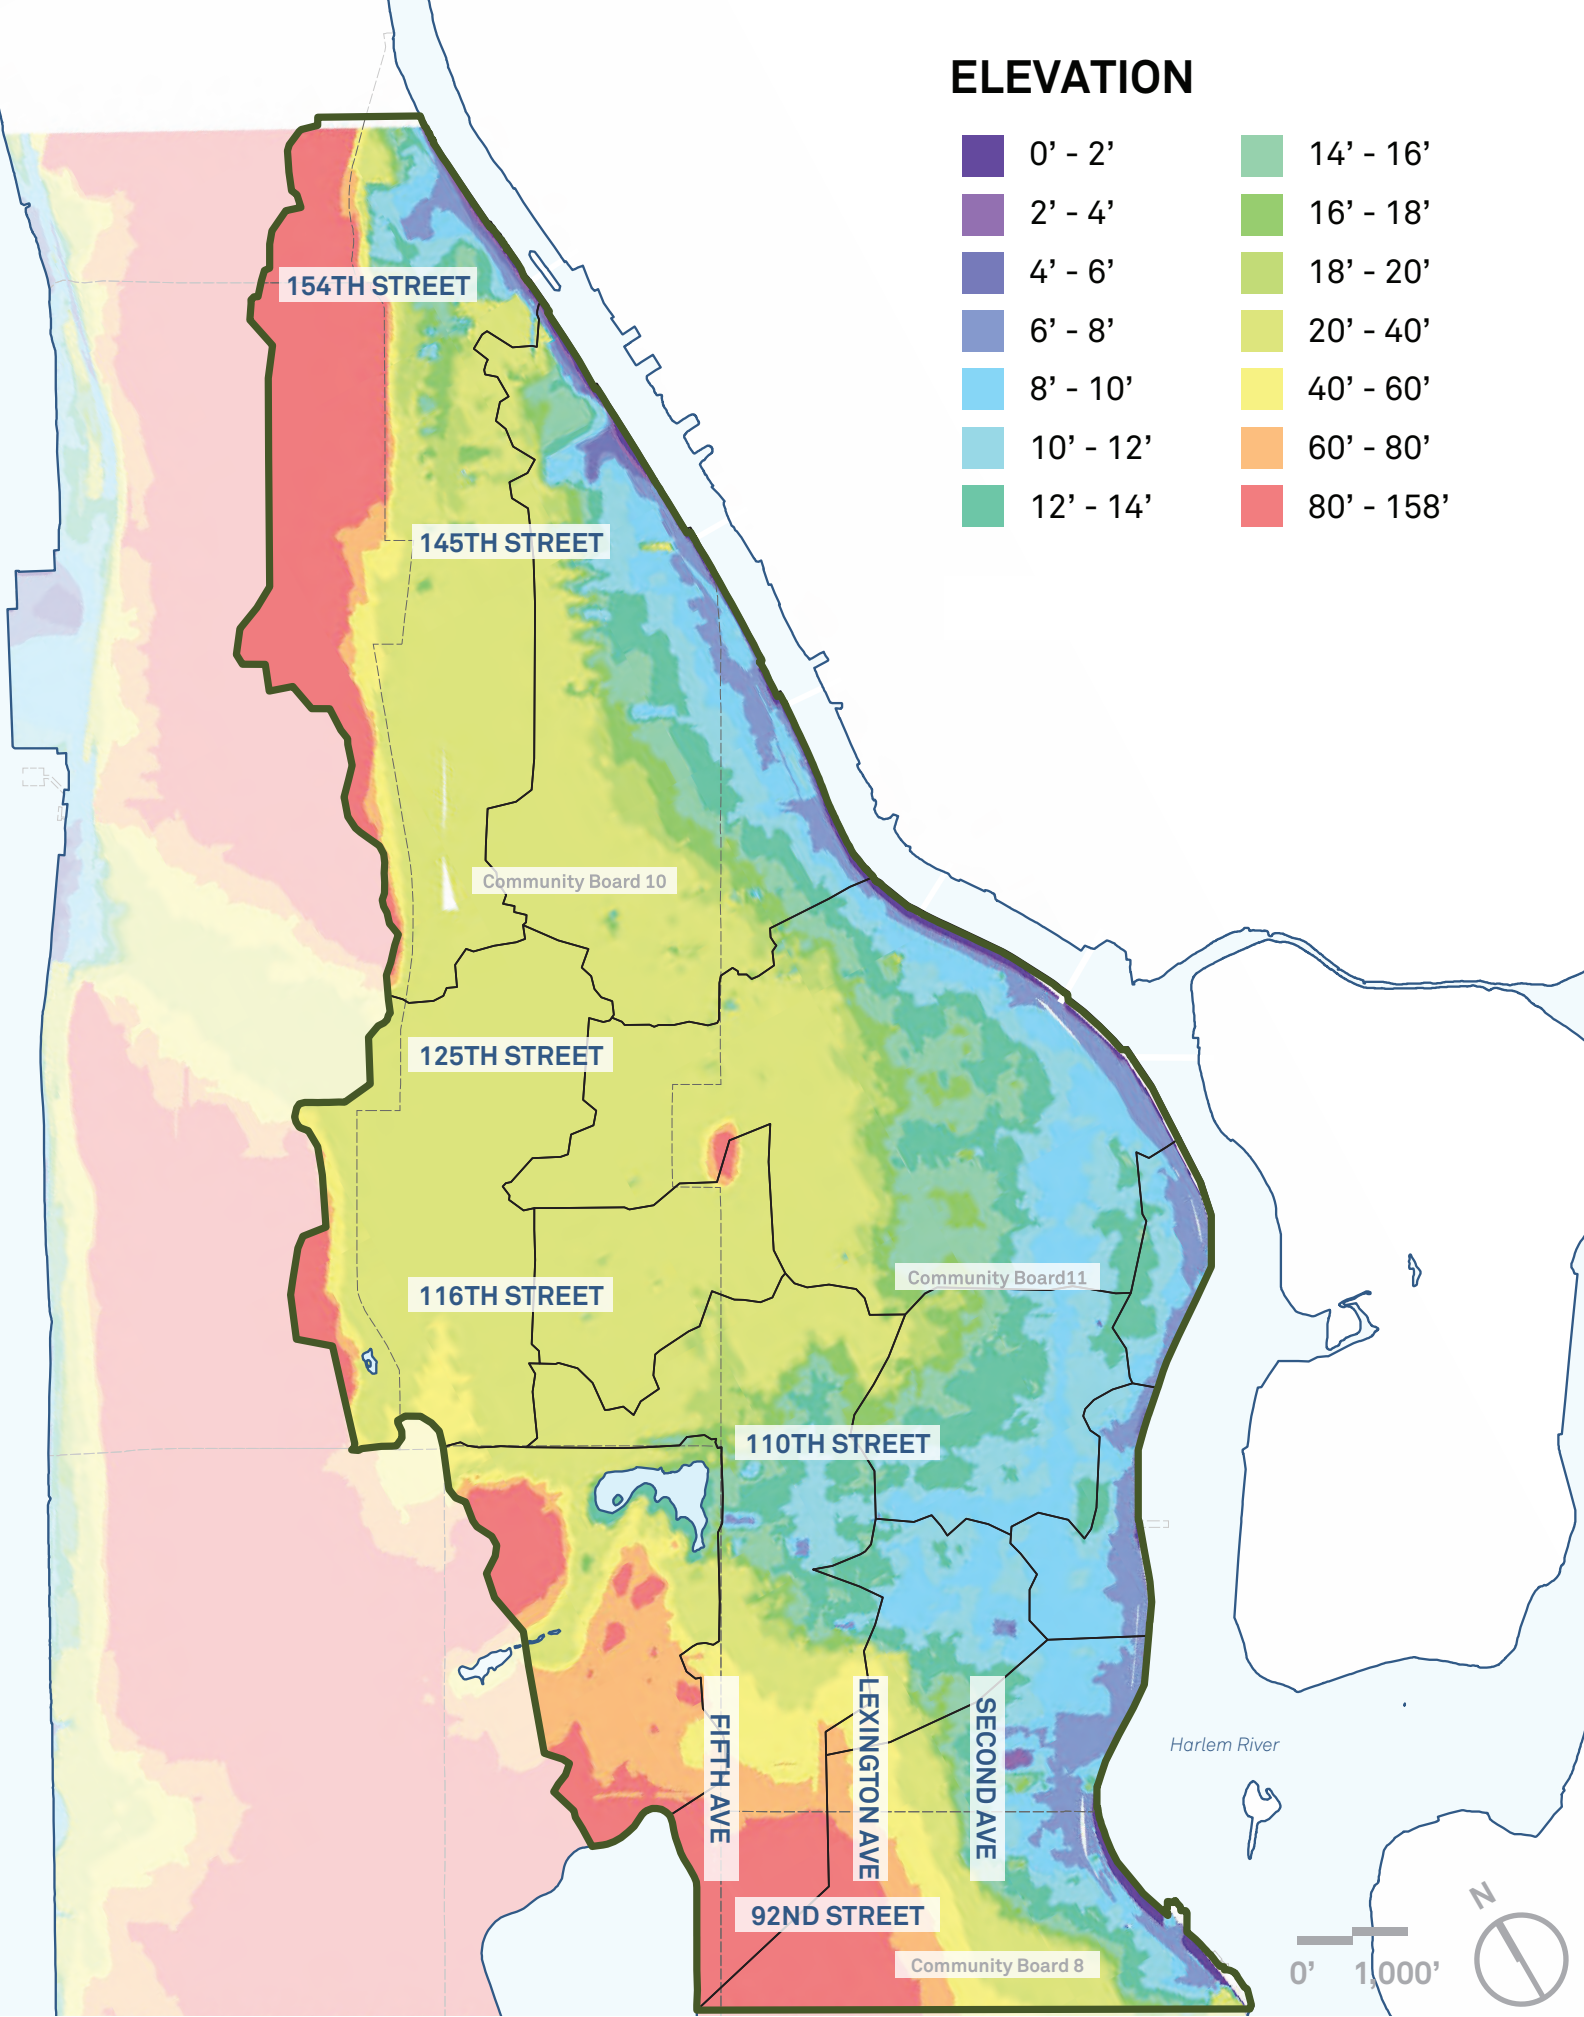 ELEVATION
0’ - 2’
2’ - 4’
4’ - 6’
6’ - 8’
8’ - 10’
10’ - 12’
12’ - 14’
14’ - 16’
16’ - 18’
18’ - 20’
20’ - 40’
40’ - 60’
60’ - 80’
80’ - 158’
154TH STREET
145TH STREET
Community Board 10
125TH STREET
Community Board11
116TH STREET
110TH STREET
FIFTH AVE
LEXINGTON AVE
SECOND AVE
Harlem River
92ND STREET
Community Board 8
N
0’ 1,000’